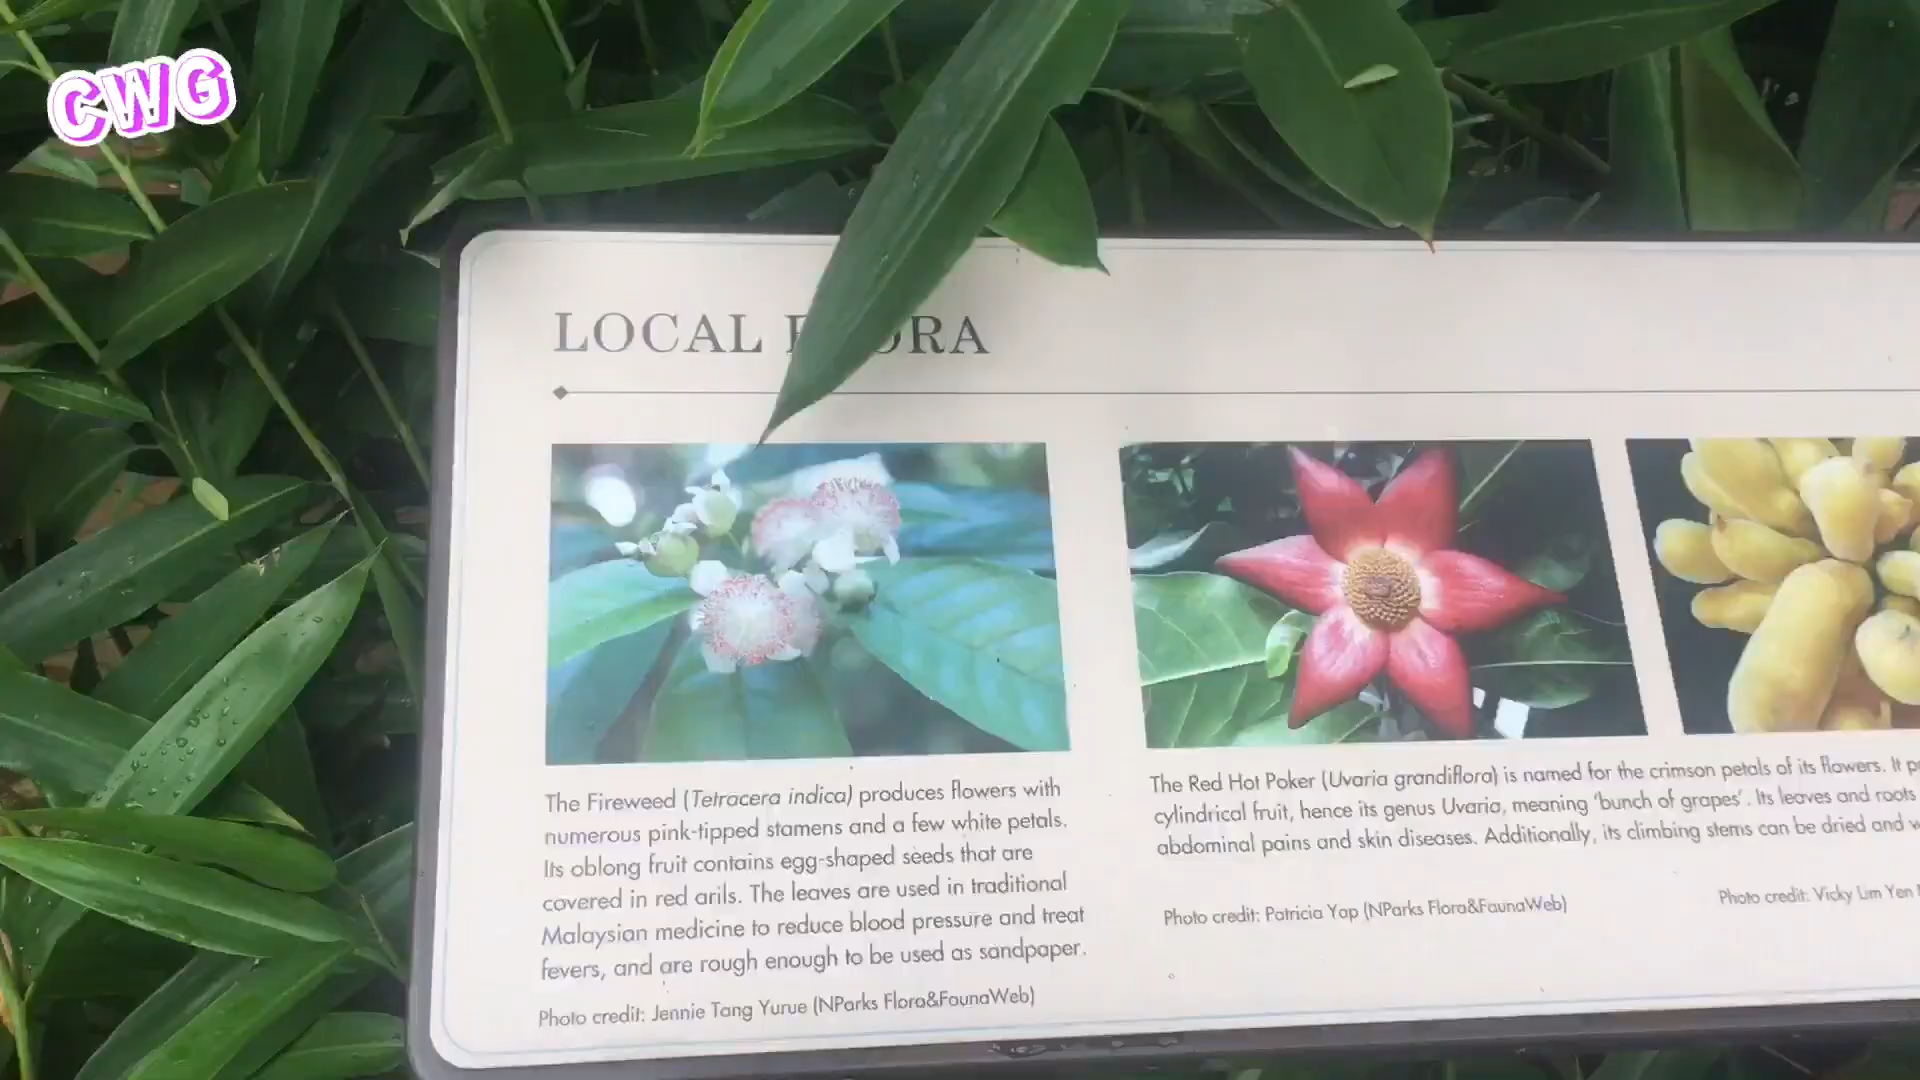 CWG
LOCAL RA
The Fireweed (Tetracera indica) produces flowers with
numerous pink-tipped stamens and a few white petals.
Its oblong fruit contains egg-shaped seeds that are
covered in red arils. The leaves are used in traditional
Malaysian medicine to reduce blood pressure and treat
fevers, and are rough enough to be used as sandpaper.
Photo credit: Jennie Tang Yurue (NParks Flora&FaunaWeb)
The Red Hot Poker (Uvaria grandiflora) is named for the crimson petals of its flowers. It
cylindrical fruit, hence its genus Uvaria, meaning 'bunch of grapes'. Its leaves and roots
abdominal pains and skin diseases. Additionally, its climbing stems can be dried and
Photo credit: Patricia Yap (NParks Flora&FaunaWeb)
Photo credit: Vicky Lim Yen